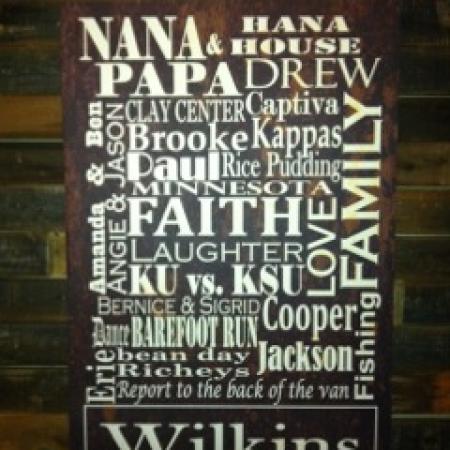 NANA &
HANA
HOUSE
PAPA
DREW
CLAY CENTER
Captiva
Brooke
Kappas
Paul
Rice Pudding
MINNESOTA
FAITH
LAUGHTER
KU vs. KSU
BERNICE & SIGRID
Cooper
Dance
BAREFOOT RUN
bean day
Jackson
Richeys
Report to the back of the van
Amanda & Ben
ANGIE & JASON
Erie
LOVE
FAMILY
Fishing
Wilkins